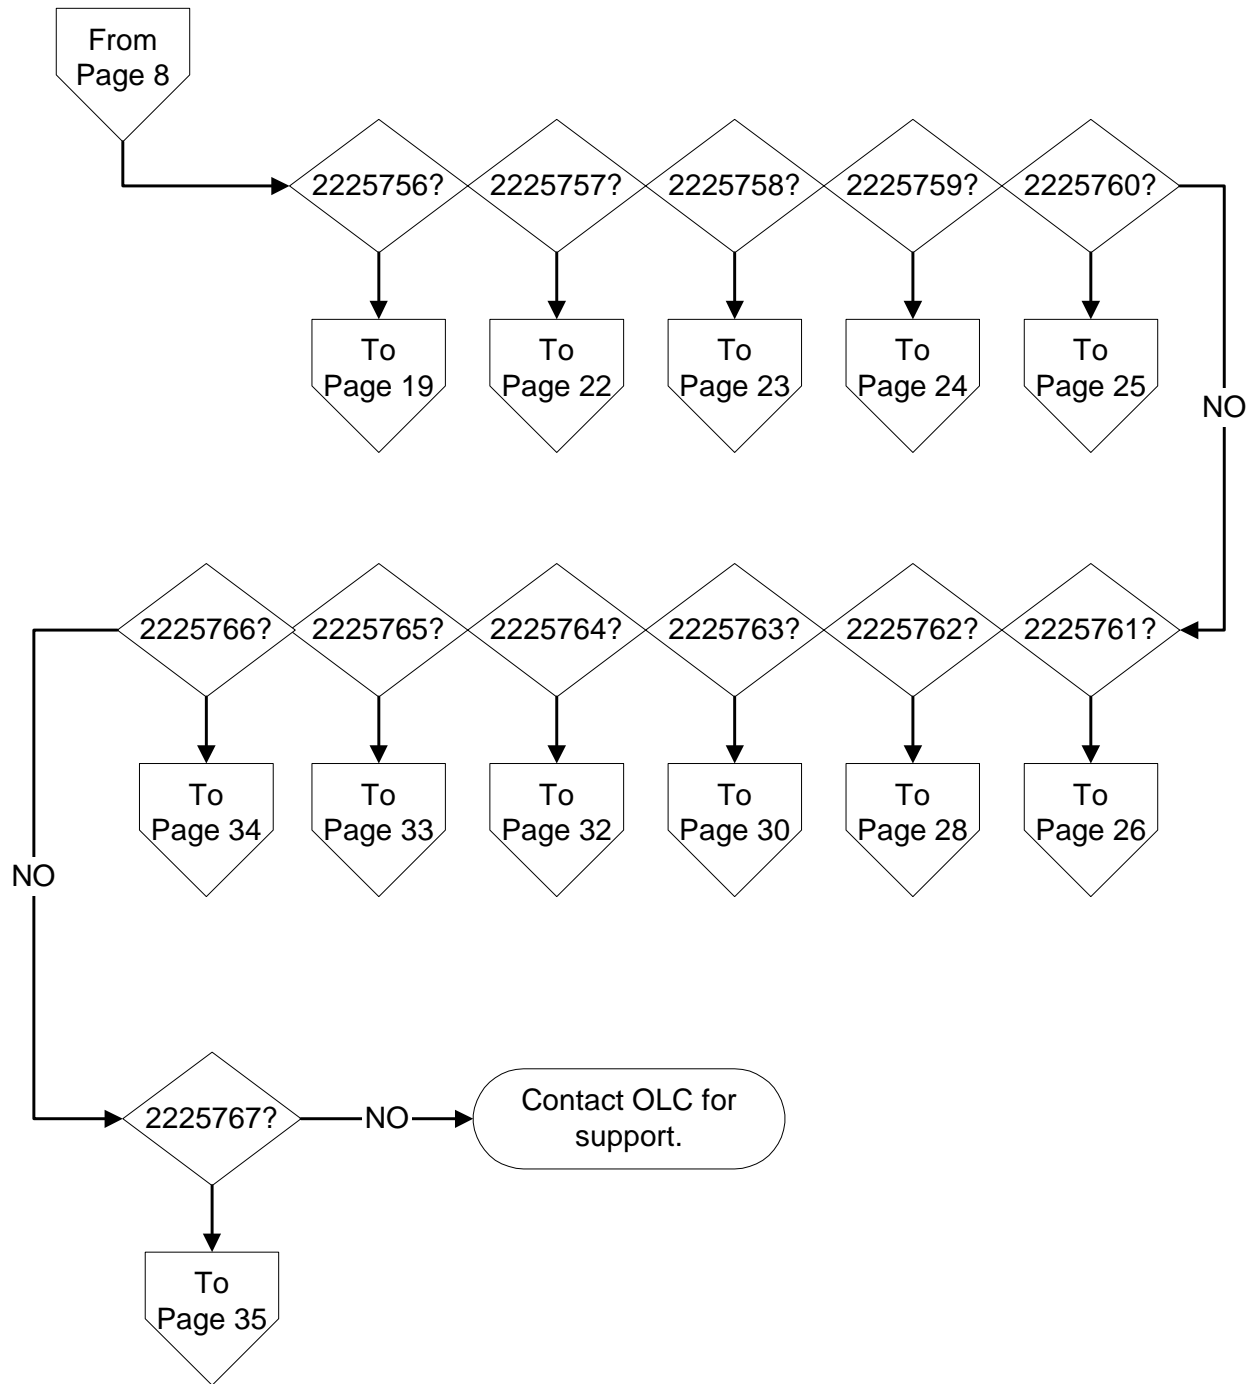 From
Page 8
2225756?
2225757?
2225758?
2225759?
2225760?
To
Page 19
To
Page 22
To
Page 23
To
Page 24
To
Page 25
NO
2225766?
2225765?
2225764?
2225763?
2225762?
2225761?
To
Page 34
To
Page 33
To
Page 32
To
Page 30
To
Page 28
To
Page 26
NO
2225767?
NO
Contact OLC for
support.
To
Page 35